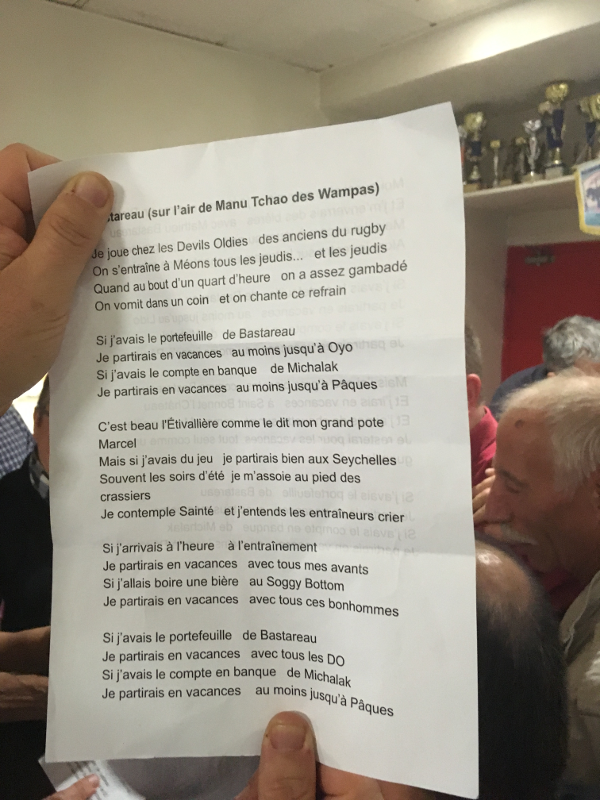 (sur l'air de Manu Tchao des Wampas)
Je joue chez les Devils Oldies des anciens du rugby
On s'entraîne à Méons tous les jeudis... et les jeudis
Quand au bout d'un quart d'heure on a assez gambadé
On vomit dans un coin et on chante ce refrain
Si j'avais le portefeuille de Bastareau
Je partirais en vacances au moins jusqu'à Oyo
Si j'avais le compte en banque de Michalak
Je partirais en vacances au moins jusqu'à Pâques
C'est beau l'Étivallière comme le dit mon grand pote
Marcel
Mais si j'avais du jeu je partirais bien aux Seychelles
Souvent les soirs d'été je m'assoie au pied des
crassiers
Je contemple Sainté et j'entends les entraîneurs crier
Si j'arrivais à l'heure à l'entraînement
Je partirais en vacances avec tous mes avants
Si j'allais boire une bière au Soggy Bottom
Je partirais en vacances avec tous ces bonhommes
Si j'avais le portefeuille de Bastareau
Je partirais en vacances avec tous les DO
Si j'avais le compte en banque de Michalak
Je partirais en vacances au moins jusqu'à Pâques